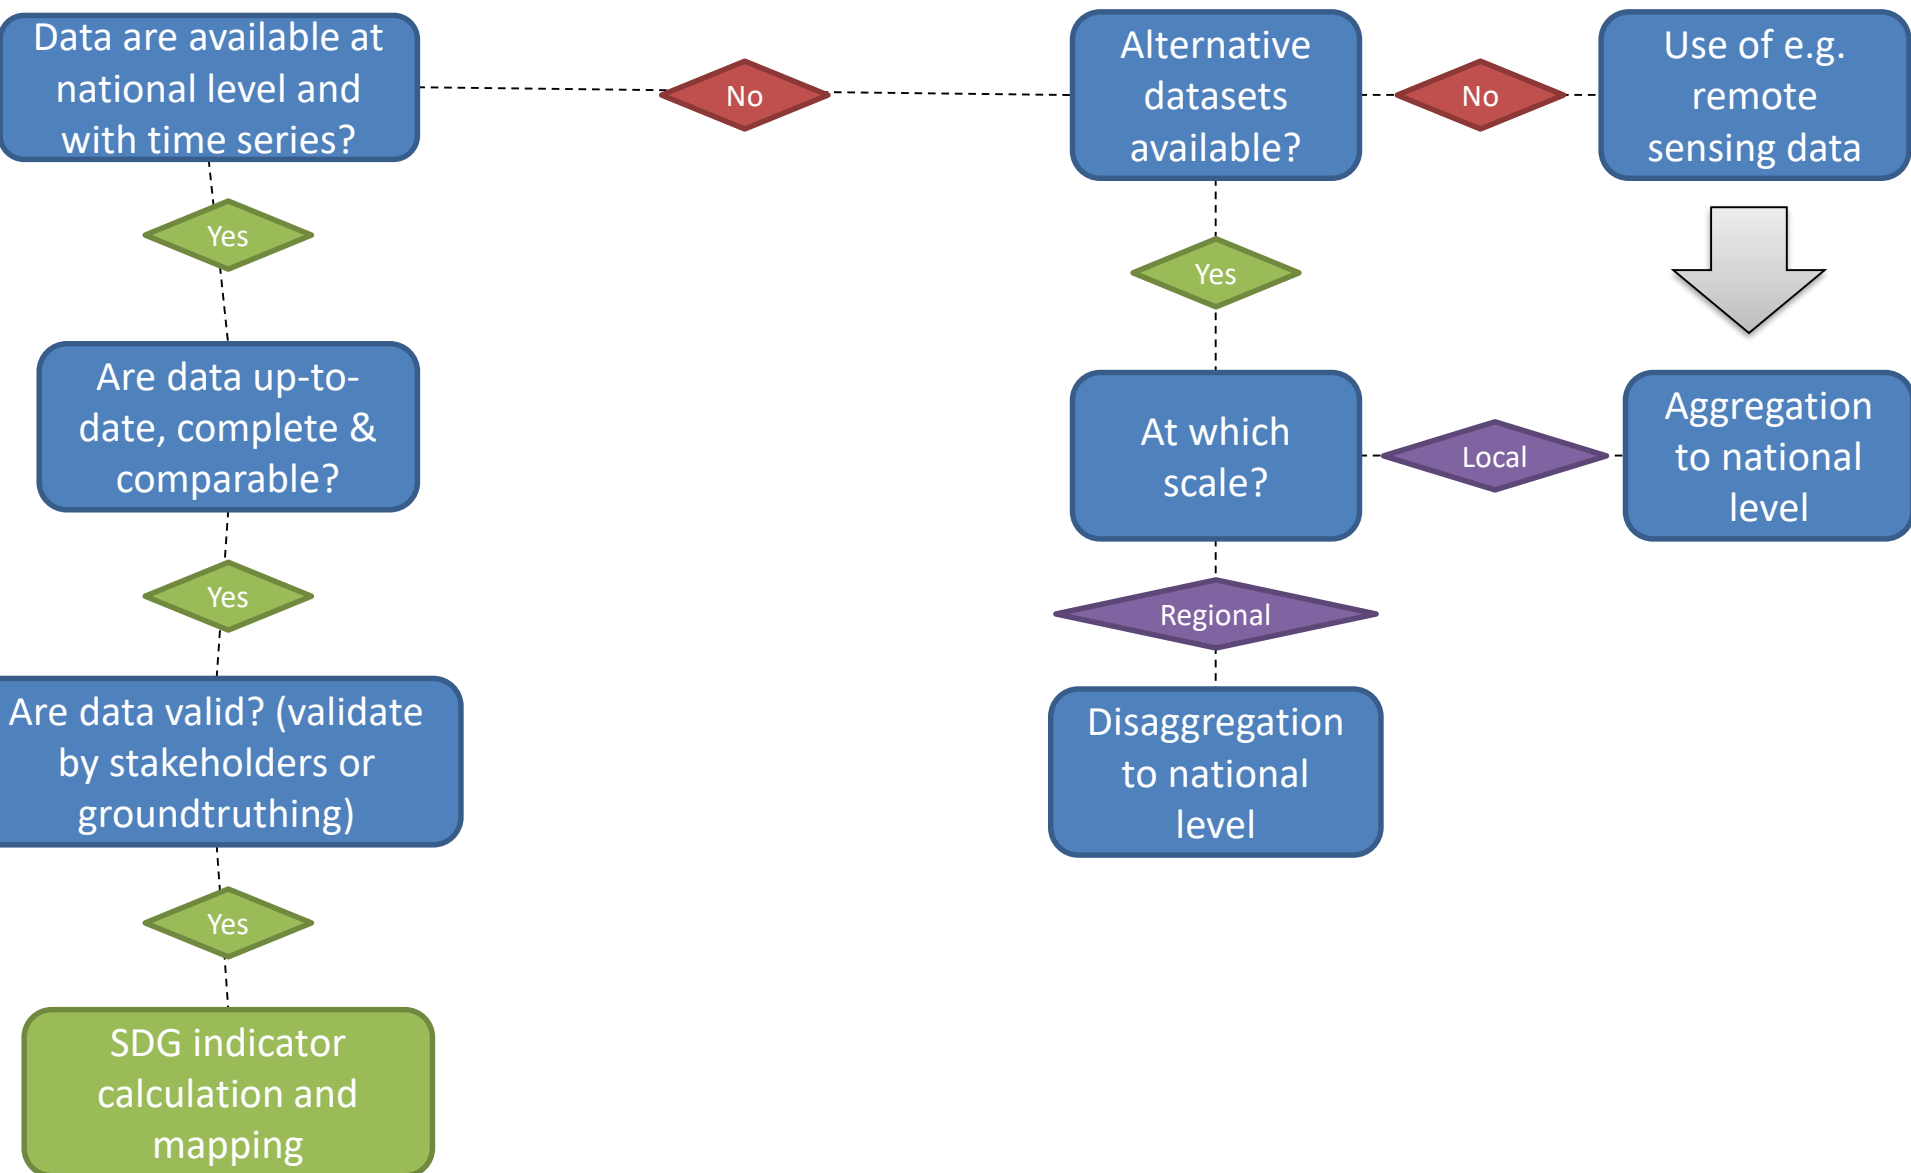 Data are available at
national level and
with time series?
No
Alternative
datasets
available?
No
Use of e.g.
remote
sensing data
Yes
Yes
Are data up-to-
date, complete &
comparable?
At which
scale?
Local
Aggregation
to national
level
Yes
Regional
Are data valid? (validate
by stakeholders or
groundtruthing)
Disaggregation
to national
level
Yes
SDG indicator
calculation and
mapping